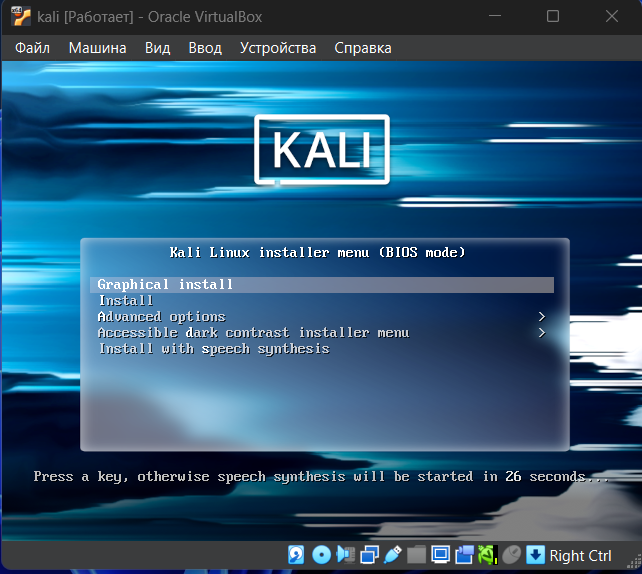 kali [Работает] - Oracle VirtualBox
Файл Машина Вид Ввод Устройства Справка
KALI
Kali Linux installer menu (BIOS mode)
Graphical install
Install
Advanced options >
Accessible dark contrast installer menu >
Install with speech synthesis
Press a key, otherwise speech synthesis will be started in 26 seconds...
Right Ctrl